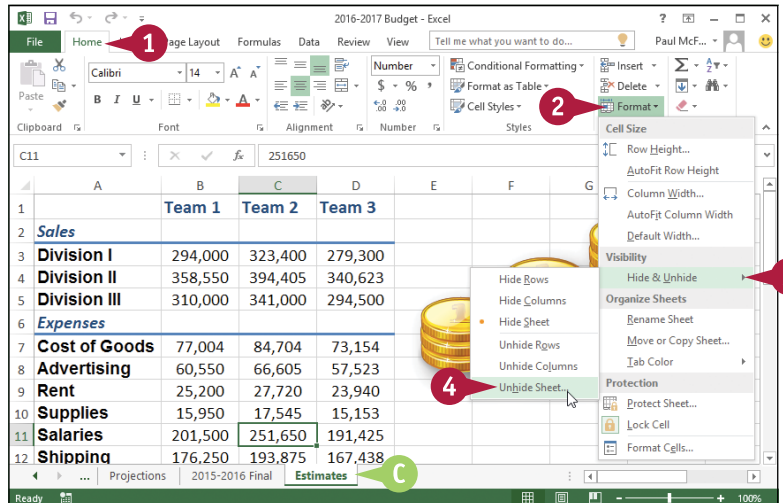 2016-2017 Budget - Excel
File Home age Layout Formulas Data Review View Tell me what you want to do... Paul McF...
1
Paste Calibri 14 A A Number Conditional Formatting Insert Σ
B I U A $ % , Format as Table Delete
.0 .00 .00 .0 Cell Styles 2 Format
Clipboard Font Alignment Number Styles
Cell Size
Row Height...
AutoFit Row Height
Column Width...
AutoFit Column Width
Default Width...
Visibility
Hide & Unhide
Organize Sheets
Rename Sheet
Move or Copy Sheet...
Tab Color
Protection
Protect Sheet...
Lock Cell
Format Cells...
Hide Rows
Hide Columns
Hide Sheet
Unhide Rows
Unhide Columns
4 Unhide Sheet...
C11 fx 251650
A B C D E F G
1 Team 1 Team 2 Team 3
2 Sales
3 Division I 294,000 323,400 279,300
4 Division II 358,550 394,405 340,623
5 Division III 310,000 341,000 294,500
6 Expenses
7 Cost of Goods 77,004 84,704 73,154
8 Advertising 60,550 66,605 57,523
9 Rent 25,200 27,720 23,940
10 Supplies 15,950 17,545 15,153
11 Salaries 201,500 251,650 191,425
12 Shipping 176,250 193,875 167,438
... Projections 2015-2016 Final Estimates C
Ready 100%